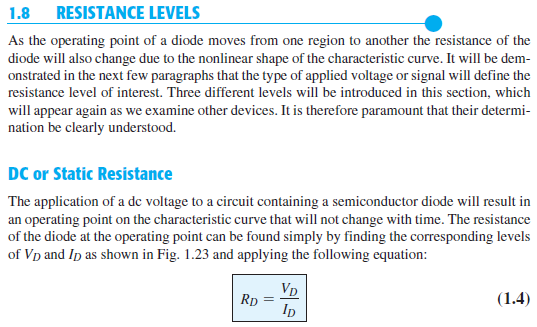 1.8 RESISTANCE LEVELS
As the operating point of a diode moves from one region to another the resistance of the
diode will also change due to the nonlinear shape of the characteristic curve. It will be dem-
onstrated in the next few paragraphs that the type of applied voltage or signal will define the
resistance level of interest. Three different levels will be introduced in this section, which
will appear again as we examine other devices. It is therefore paramount that their determi-
nation be clearly understood.
DC or Static Resistance
The application of a dc voltage to a circuit containing a semiconductor diode will result in
an operating point on the characteristic curve that will not change with time. The resistance
of the diode at the operating point can be found simply by finding the corresponding levels
of V_D and I_D as shown in Fig. 1.23 and applying the following equation:
R_D = V_D / I_D (1.4)